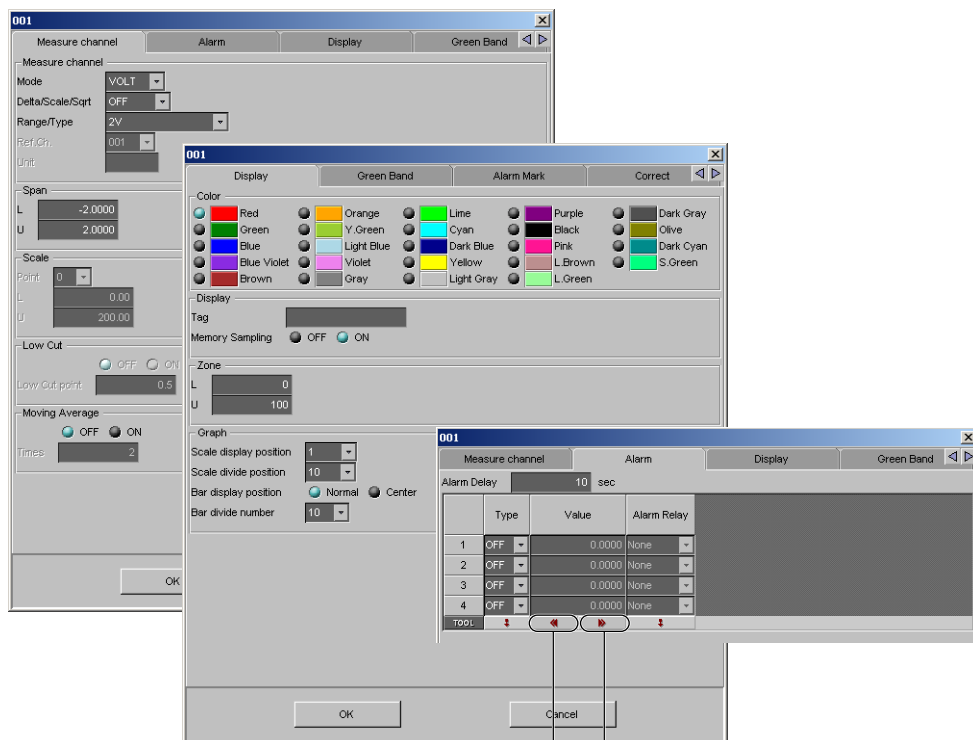 001
Measure channel Alarm Display Green Band
Measure channel
Mode VOLT
Delta/Scale/Sqrt OFF
Range/Type 2V
Ref.Ch. 001
Unit
Span
L -2.0000
U 2.0000
Scale
Point 0
L 0.00
U 200.00
Low Cut
OFF ON
Low Cut point 0.5
Moving Average
OFF ON
Times 2
OK
001
Display Green Band Alarm Mark Correct
Color
Red Orange Lime Purple Dark Gray
Green Y.Green Cyan Black Olive
Blue Light Blue Dark Blue Pink Dark Cyan
Blue Violet Violet Yellow L.Brown S.Green
Brown Gray Light Gray L.Green
Display
Tag
Memory Sampling OFF ON
Zone
L 0
U 100
Graph
Scale display position 1
Scale divide position 10
Bar display position Normal Center
Bar divide number 10
OK Cancel
001
Measure channel Alarm Display Green Band
Alarm Delay 10 sec
Type Value Alarm Relay
1 OFF 0.0000 None
2 OFF 0.0000 None
3 OFF 0.0000 None
4 OFF 0.0000 None
TOOL